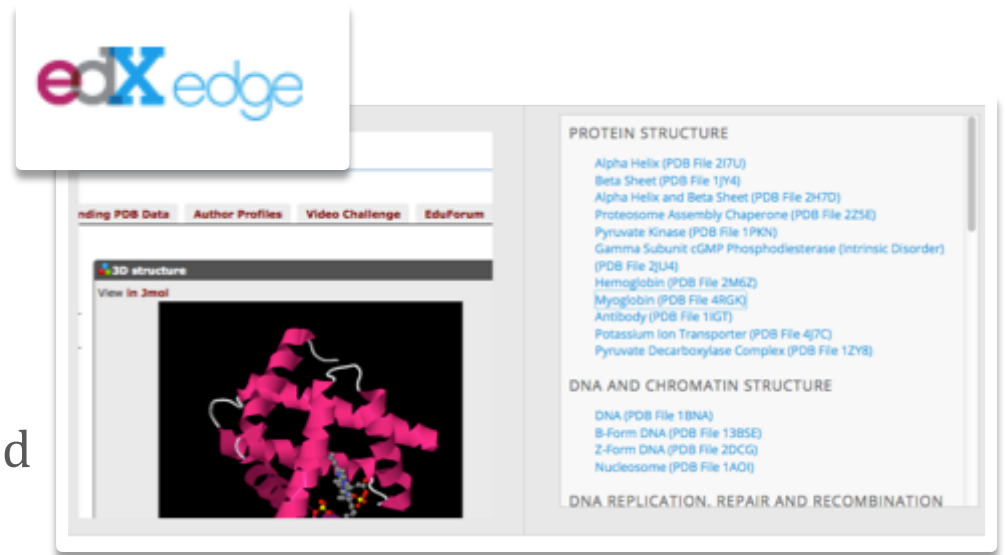 edX edge
nding PDB Data Author Profiles Video Challenge EduForum
3D structure
View in Jmol
d
PROTEIN STRUCTURE
Alpha Helix (PDB File 2I7U)
Beta Sheet (PDB File 1JY4)
Alpha Helix and Beta Sheet (PDB File 2H7D)
Proteosome Assembly Chaperone (PDB File 2Z5E)
Pyruvate Kinase (PDB File 1PKN)
Gamma Subunit cGMP Phosphodiesterase (Intrinsic Disorder)
(PDB File 2JU4)
Hemoglobin (PDB File 2M6Z)
Myoglobin (PDB File 4RGK)
Antibody (PDB File 1IGT)
Potassium Ion Transporter (PDB File 4J7C)
Pyruvate Decarboxylase Complex (PDB File 1ZY8)
DNA AND CHROMATIN STRUCTURE
DNA (PDB File 1BNA)
B-Form DNA (PDB File 13BSE)
Z-Form DNA (PDB File 2DCG)
Nucleosome (PDB File 1AOI)
DNA REPLICATION, REPAIR AND RECOMBINATION